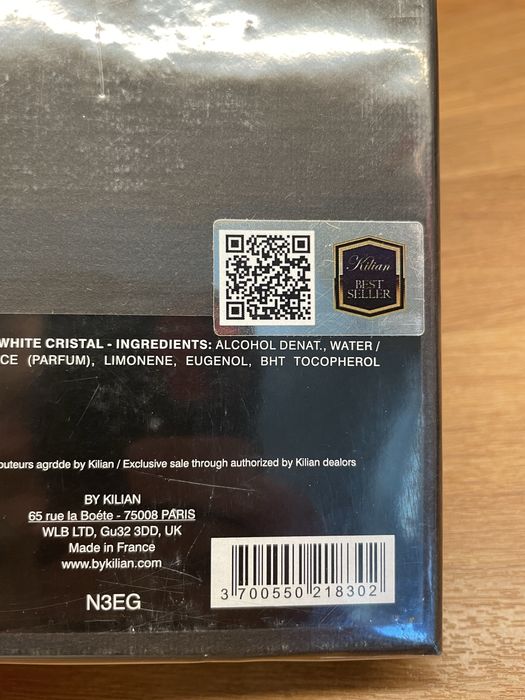 Kilian
BEST
SELLER
WHITE CRISTAL - INGREDIENTS: ALCOHOL DENAT., WATER /
CE (PARFUM), LIMONENE, EUGENOL, BHT TOCOPHEROL
outeurs agrdde by Kilian / Exclusive sale through authorized by Kilian dealors
BY KILIAN
65 rue la Boéte - 75008 PARIS
WLB LTD, Gu32 3DD, UK
Made in France
www.bykilian.com
N3EG
3 700550 218302